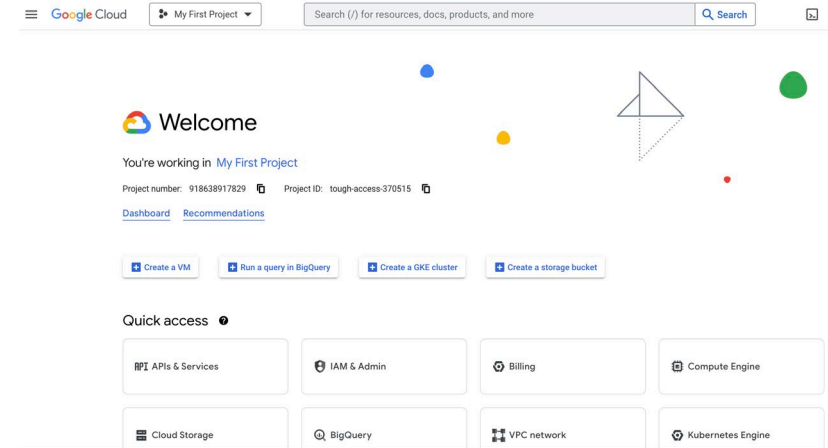 Google Cloud
My First Project
Search (/) for resources, docs, products, and more
Search
Welcome
You're working in My First Project
Project number: 918638917829 Project ID: tough-access-370515
Dashboard Recommendations
Create a VM
Run a query in BigQuery
Create a GKE cluster
Create a storage bucket
Quick access
API APIs & Services
IAM & Admin
Billing
Compute Engine
Cloud Storage
BigQuery
VPC network
Kubernetes Engine